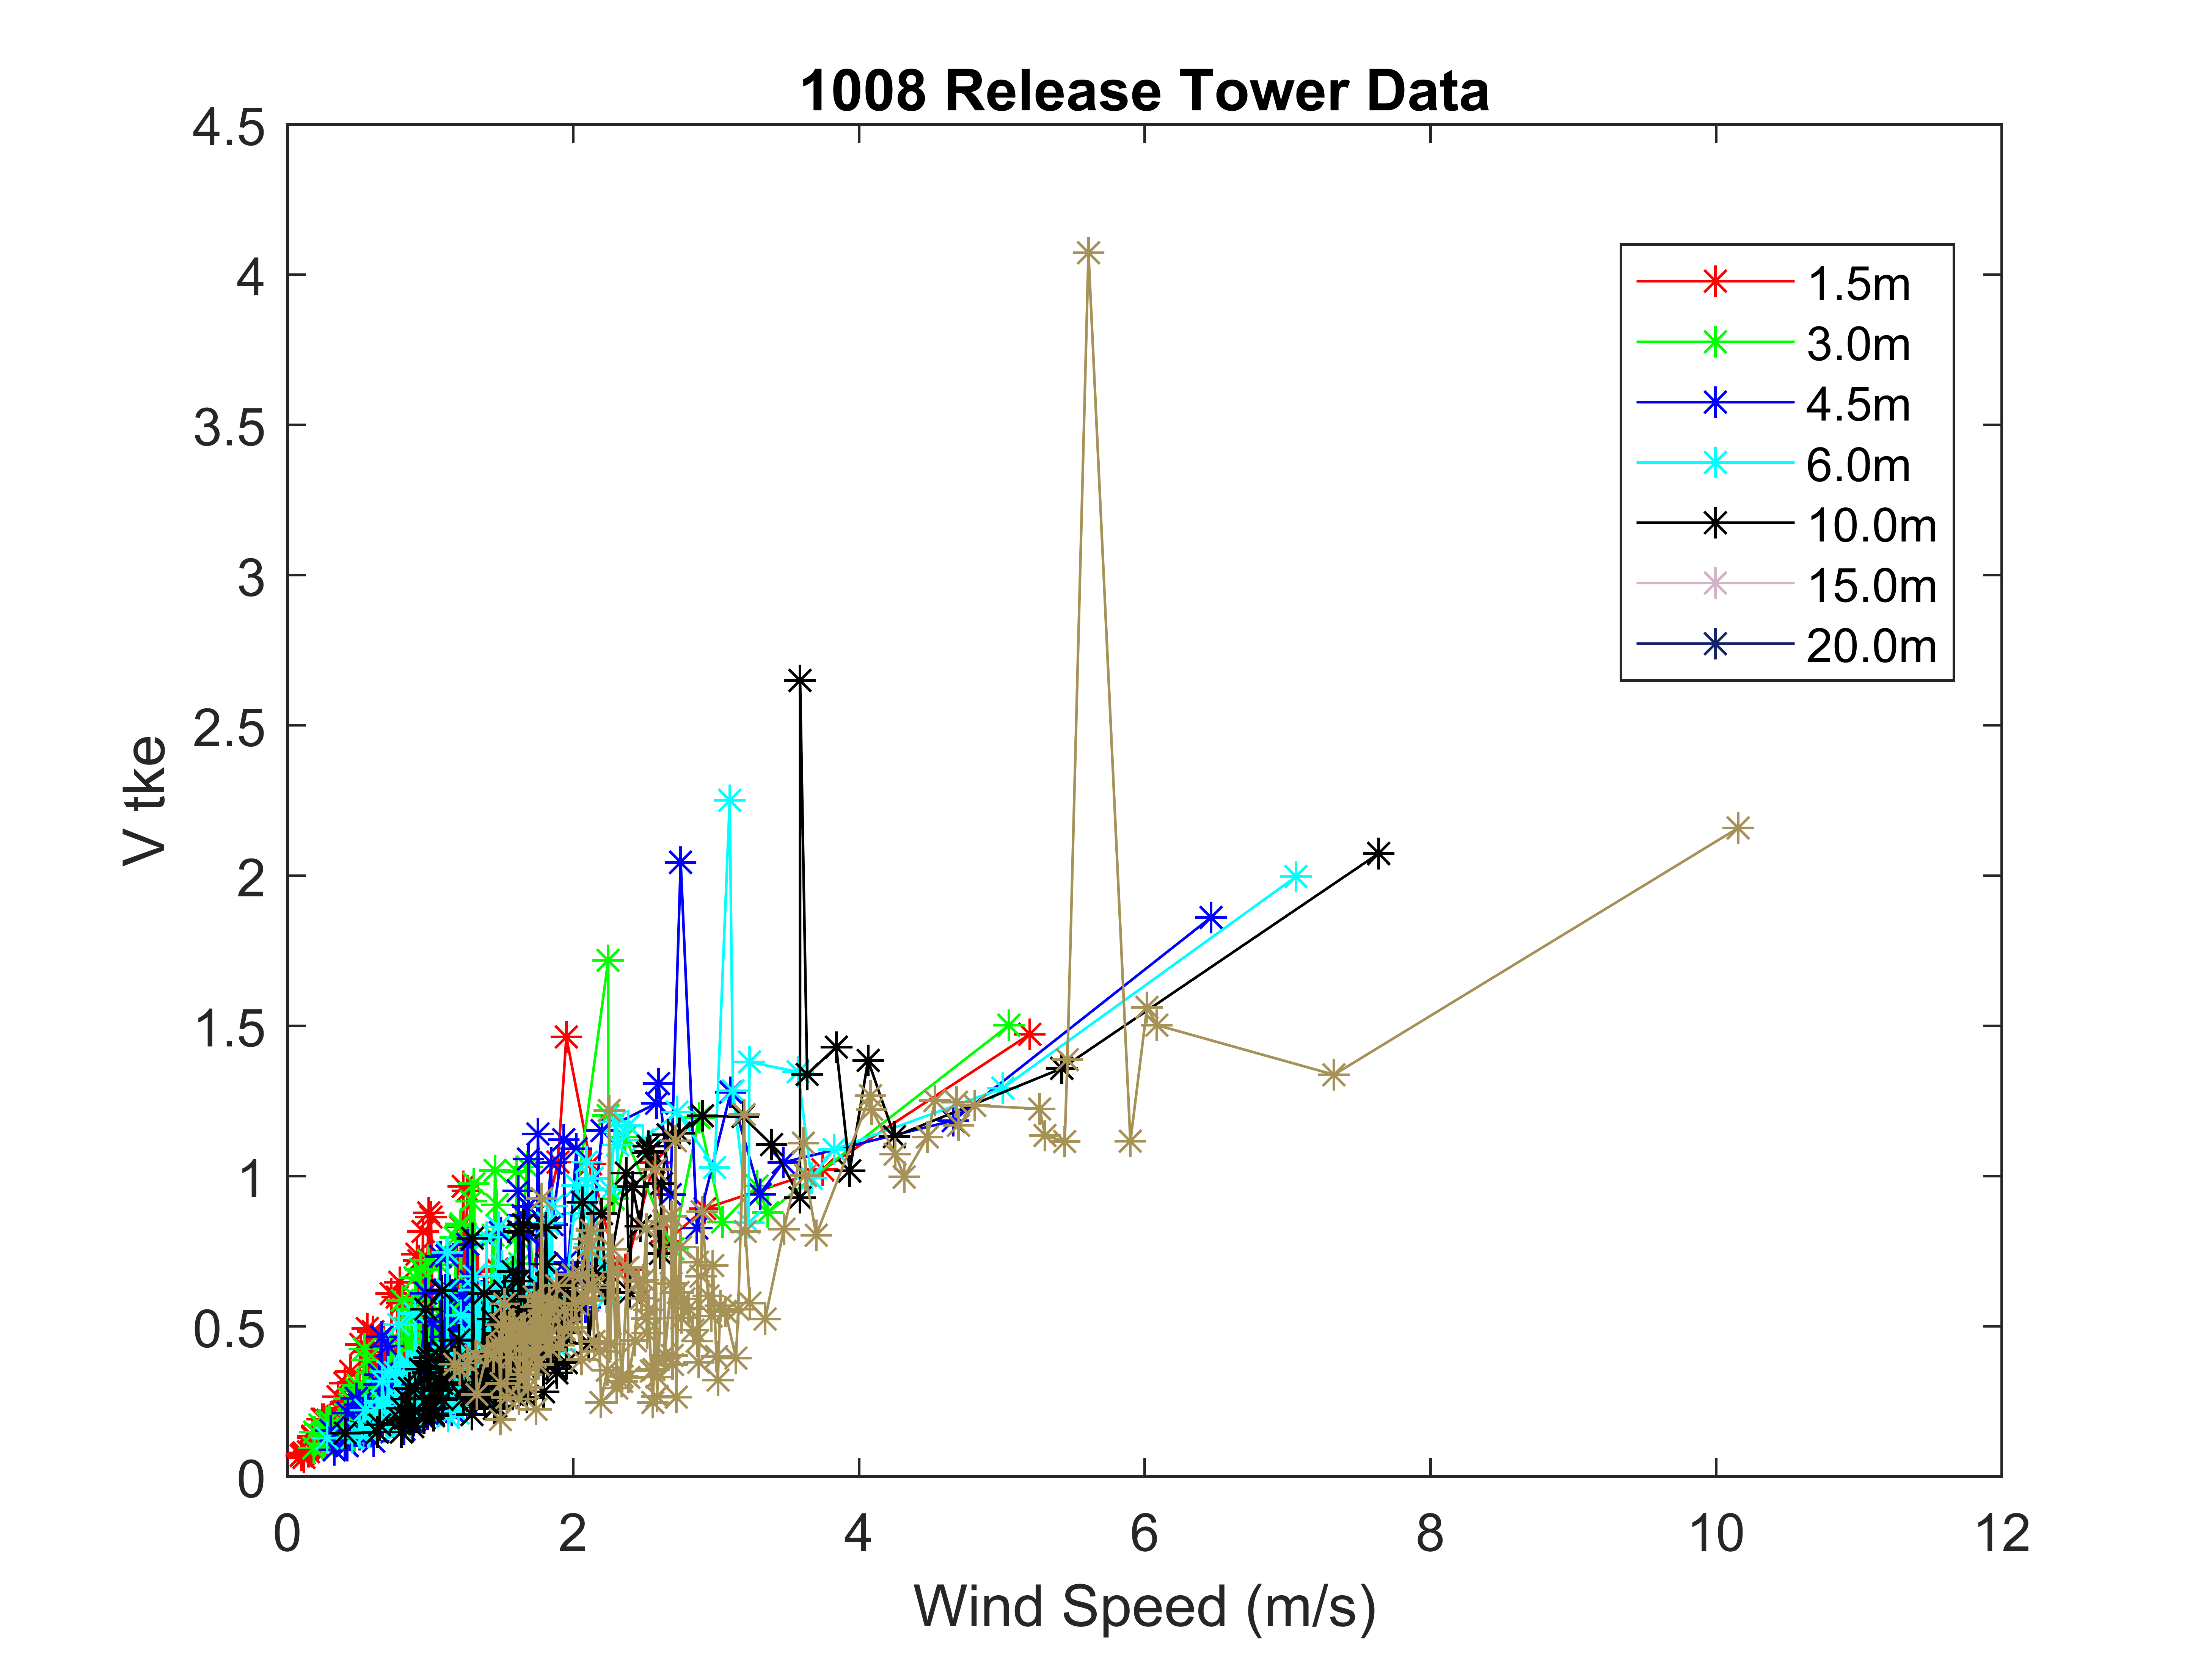 1008 Release Tower Data
4.5
4
3.5
3
2.5
2
1.5
1
0.5
0
V tke
0 2 4 6 8 10 12
Wind Speed (m/s)
1.5m
3.0m
4.5m
6.0m
10.0m
15.0m
20.0m